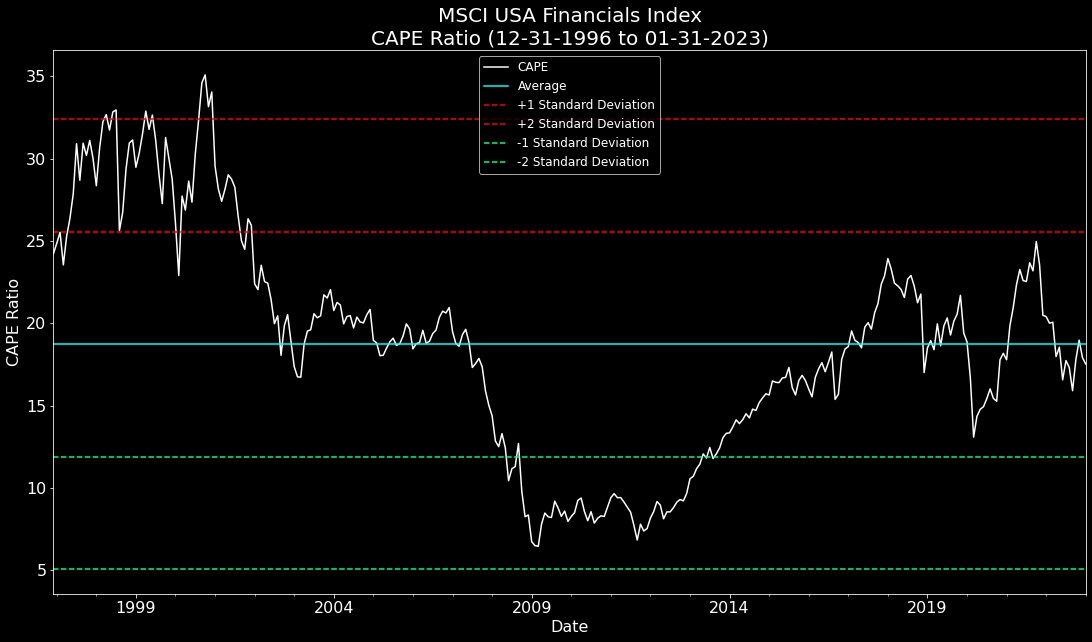 MSCI USA Financials Index
CAPE Ratio (12-31-1996 to 01-31-2023)
CAPE
Average
+1 Standard Deviation
+2 Standard Deviation
-1 Standard Deviation
-2 Standard Deviation
CAPE Ratio
35
30
25
20
15
10
5
1999
2004
2009
2014
2019
Date